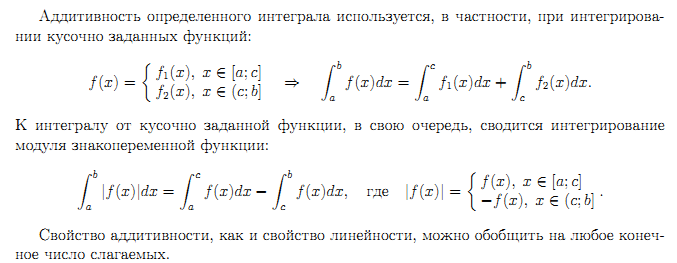 Аддитивность определенного интеграла используется, в частности, при интегрирова-
нии кусочно заданных функций:
f(x) = { f₁(x), x ∈ [a; c] f₂(x), x ∈ (c; b] ⇒ ∫ₐᵇ f(x)dx = ∫ₐᶜ f₁(x)dx + ∫_c^b f₂(x)dx.
К интегралу от кусочно заданной функции, в свою очередь, сводится интегрирование
модуля знакопеременной функции:
∫ₐᵇ |f(x)|dx = ∫ₐᶜ f(x)dx − ∫_c^b f(x)dx, где |f(x)| = { f(x), x ∈ [a; c] −f(x), x ∈ (c; b] .
Свойство аддитивности, как и свойство линейности, можно обобщить на любое конеч-
ное число слагаемых.